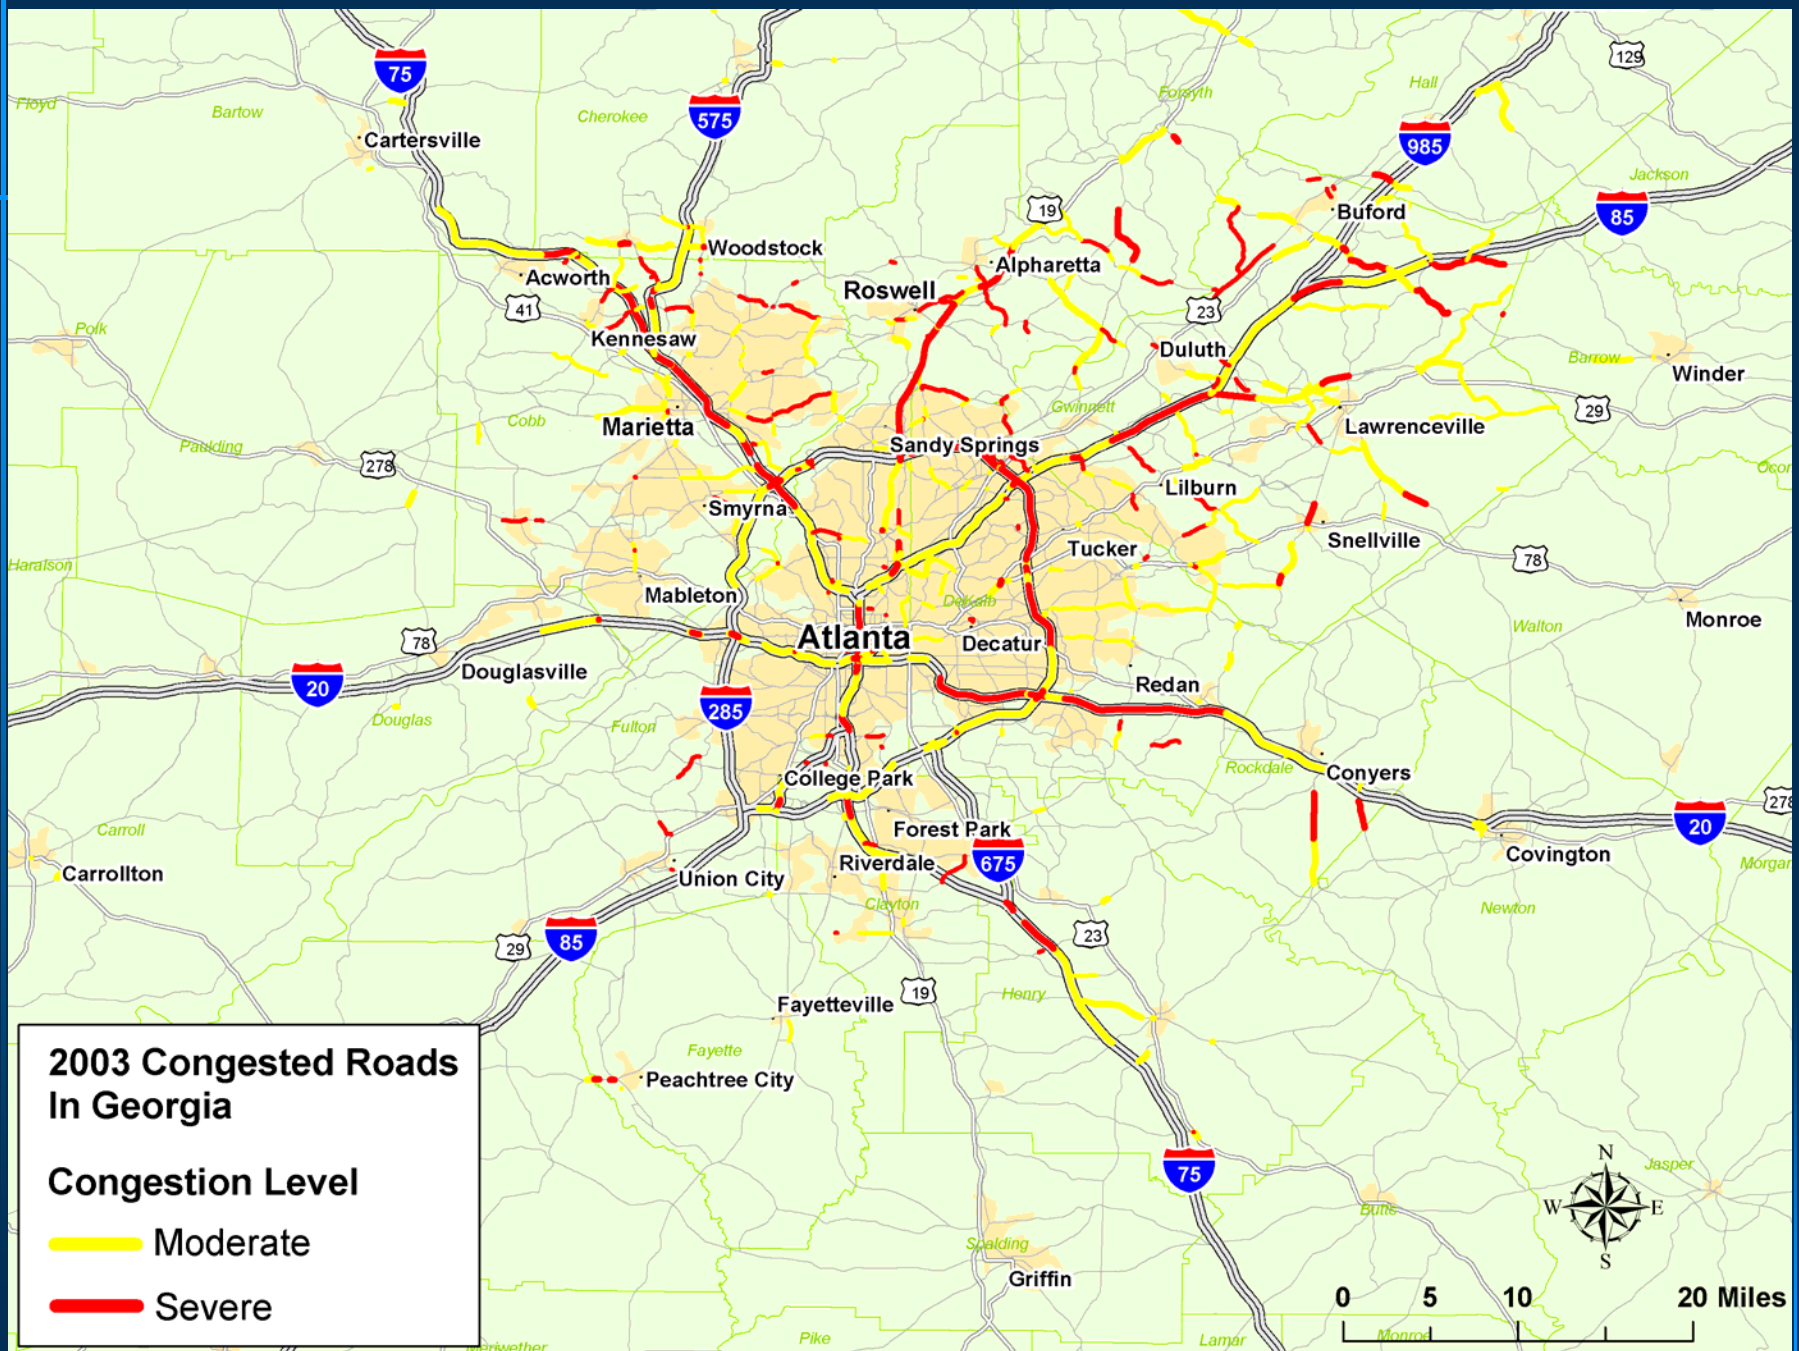 129
75
Hall
Forsyth
Floyd
Bartow
Cherokee
575
Cartersville
985
Jackson
19
Buford
85
Woodstock
Alpharetta
Acworth
Roswell
41
23
Polk
Kennesaw
Duluth
Barrow
Winder
Gwinnett
29
Cobb
Marietta
Lawrenceville
Paulding
Sandy Springs
278
Ocon
Lilburn
Smyrna
Snellville
Tucker
78
Haralson
Mableton
DeKalb
Monroe
Walton
Atlanta
Decatur
78
Douglasville
20
Redan
285
Douglas
Fulton
Rockdale
Conyers
College Park
278
Carroll
Forest Park
20
Riverdale
675
Covington
Morgan
Carrollton
Union City
Clayton
Newton
85
29
23
19
Henry
Fayetteville
2003 Congested Roads
In Georgia
Fayette
Peachtree City
Congestion Level
Moderate
Severe
75
N
W E
S
Jasper
Butts
Spalding
Griffin
0 5 10 20 Miles
Meriwether
Pike
Lamar
Monroe